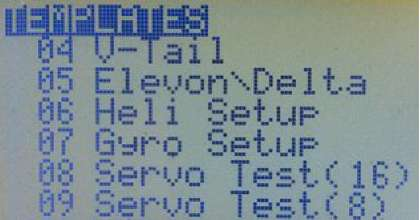 TEMPLATES
04 V-Tail
05 Elevon\Delta
06 Heli Setup
07 Gyro Setup
08 Servo Test(16)
09 Servo Test(8)